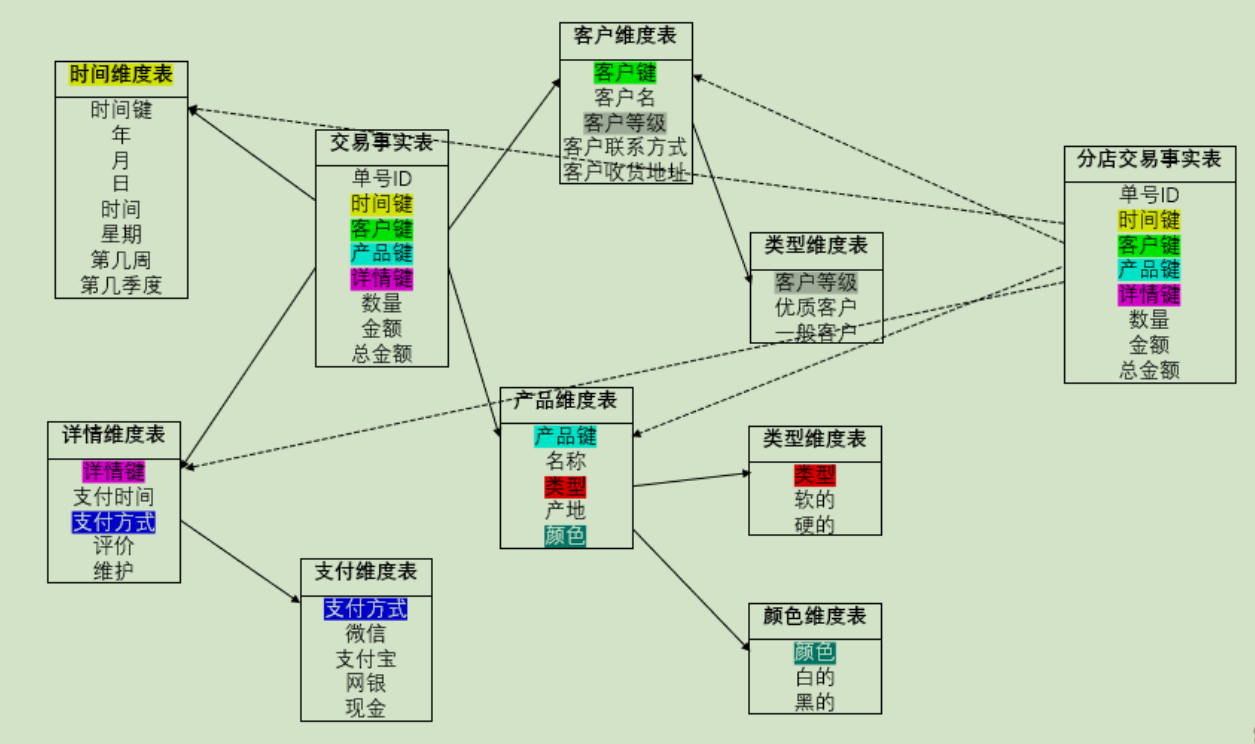 时间维度表
时间键
年
月
日
时间
星期
第几周
第几季度
交易事实表
单号ID
时间键
客户键
产品键
详情键
数量
金额
总金额
客户维度表
客户键
客户名
客户等级
客户联系方式
客户收货地址
类型维度表
客户等级
优质客户
一般客户
分店交易事实表
单号ID
时间键
客户键
产品键
详情键
数量
金额
总金额
详情维度表
详情键
支付时间
支付方式
评价
维护
支付维度表
支付方式
微信
支付宝
网银
现金
产品维度表
产品键
名称
类型
产地
颜色
类型维度表
类型
软的
硬的
颜色维度表
颜色
白的
黑的